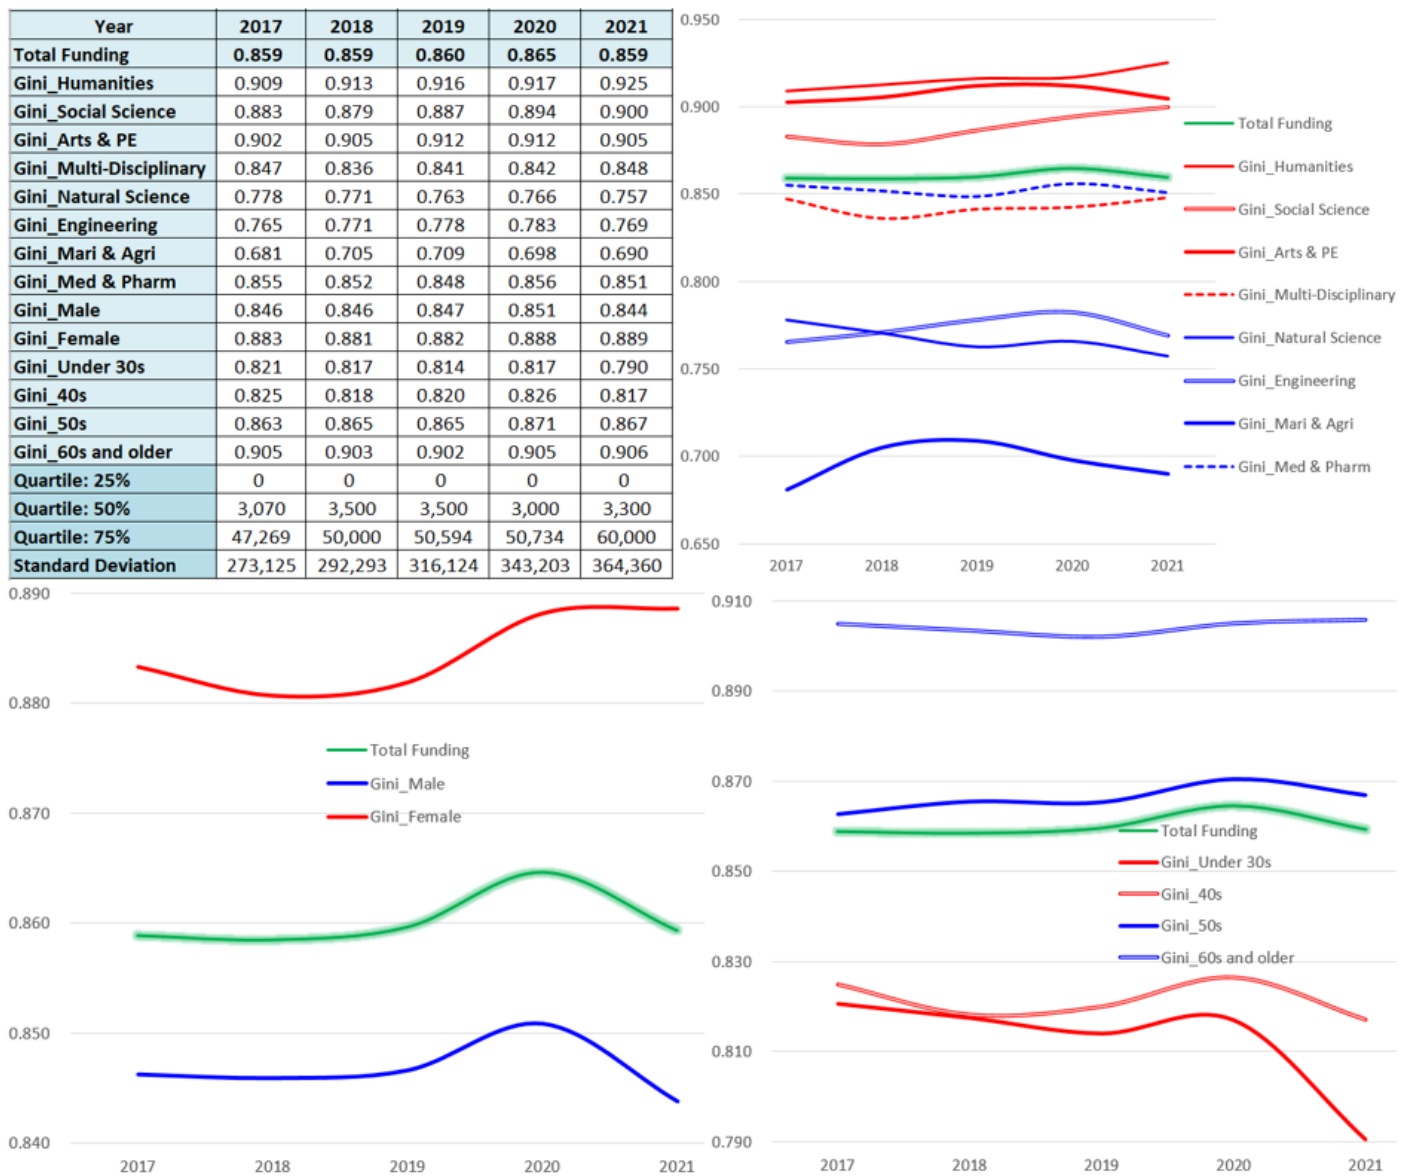 Year 2017 2018 2019 2020 2021
Total Funding 0.859 0.859 0.860 0.865 0.859
Gini_Humanities 0.909 0.913 0.916 0.917 0.925
Gini_Social Science 0.883 0.879 0.887 0.894 0.900
Gini_Arts & PE 0.902 0.905 0.912 0.912 0.905
Gini_Multi-Disciplinary 0.847 0.836 0.841 0.842 0.848
Gini_Natural Science 0.778 0.771 0.763 0.766 0.757
Gini_Engineering 0.765 0.771 0.778 0.783 0.769
Gini_Mari & Agri 0.681 0.705 0.709 0.698 0.690
Gini_Med & Pharm 0.855 0.852 0.848 0.856 0.851
Gini_Male 0.846 0.846 0.847 0.851 0.844
Gini_Female 0.883 0.881 0.882 0.888 0.889
Gini_Under 30s 0.821 0.817 0.814 0.817 0.790
Gini_40s 0.825 0.818 0.820 0.826 0.817
Gini_50s 0.863 0.865 0.865 0.871 0.867
Gini_60s and older 0.905 0.903 0.902 0.905 0.906
Quartile: 25% 0 0 0 0 0
Quartile: 50% 3,070 3,500 3,500 3,000 3,300
Quartile: 75% 47,269 50,000 50,594 50,734 60,000
Standard Deviation 273,125 292,293 316,124 343,203 364,360
0.950
0.900
0.850
0.800
0.750
0.700
0.650
2017 2018 2019 2020 2021
Total Funding
Gini_Humanities
Gini_Social Science
Gini_Arts & PE
Gini_Multi-Disciplinary
Gini_Natural Science
Gini_Engineering
Gini_Mari & Agri
Gini_Med & Pharm
0.890
0.880
0.870
0.860
0.850
0.840
2017 2018 2019 2020 2021
Total Funding
Gini_Male
Gini_Female
0.910
0.890
0.870
0.850
0.830
0.810
0.790
2017 2018 2019 2020 2021
Total Funding
Gini_Under 30s
Gini_40s
Gini_50s
Gini_60s and older